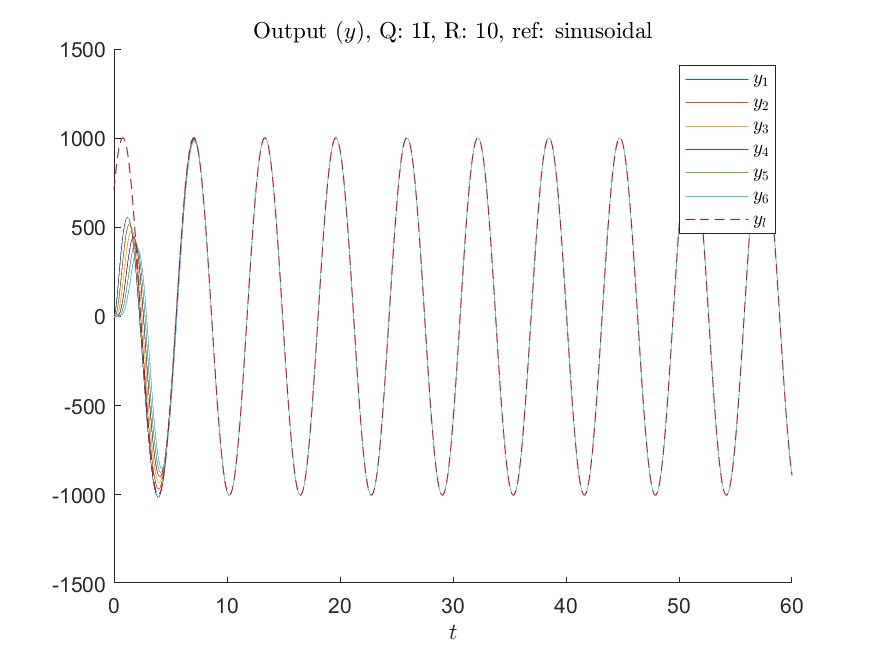 Output (y), Q: 1I, R: 10, ref: sinusoidal
1500
1000
500
0
-500
-1000
-1500
0 10 20 30 40 50 60
t
y₁
y₂
y₃
y₄
y₅
y₆
yₗ